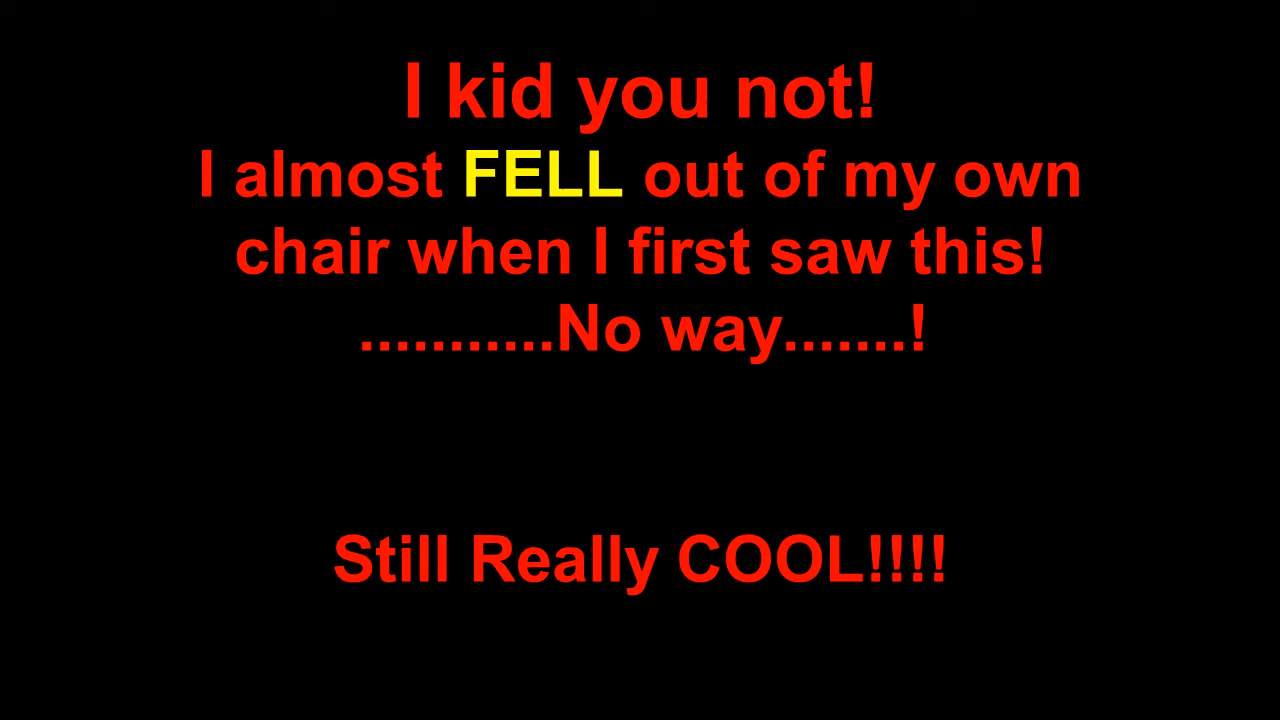 I kid you not!
I almost FELL out of my own
chair when I first saw this!
...........No way.......!
Still Really COOL!!!!